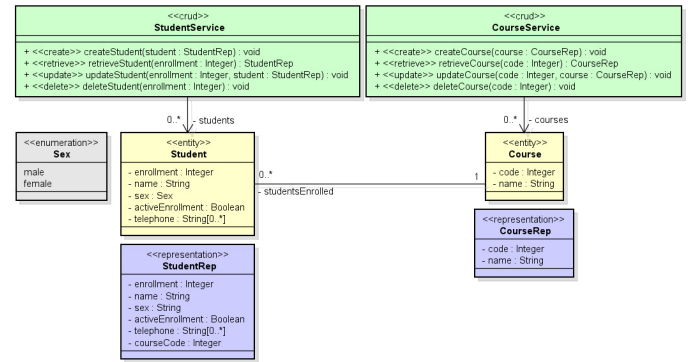 <<crud>>
StudentService
+ <<create>> createStudent(student : StudentRep) : void
+ <<retrieve>> retrieveStudent(enrollment : Integer) : StudentRep
+ <<update>> updateStudent(enrollment : Integer, student : StudentRep) : void
+ <<delete>> deleteStudent(enrollment : Integer) : void
<<crud>>
CourseService
+ <<create>> createCourse(course : CourseRep) : void
+ <<retrieve>> retrieveCourse(code : Integer) : CourseRep
+ <<update>> updateCourse(code : Integer, course : CourseRep) : void
+ <<delete>> deleteCourse(code : Integer) : void
0..* - students
0..* - courses
<<enumeration>>
Sex
male
female
<<entity>>
Student
- enrollment : Integer
- name : String
- sex : Sex
- activeEnrollment : Boolean
- telephone : String[0..*]
0..*
- studentsEnrolled
1
<<entity>>
Course
- code : Integer
- name : String
<<representation>>
CourseRep
- code : Integer
- name : String
<<representation>>
StudentRep
- enrollment : Integer
- name : String
- sex : String
- activeEnrollment : Boolean
- telephone : String[0..*]
- courseCode : Integer